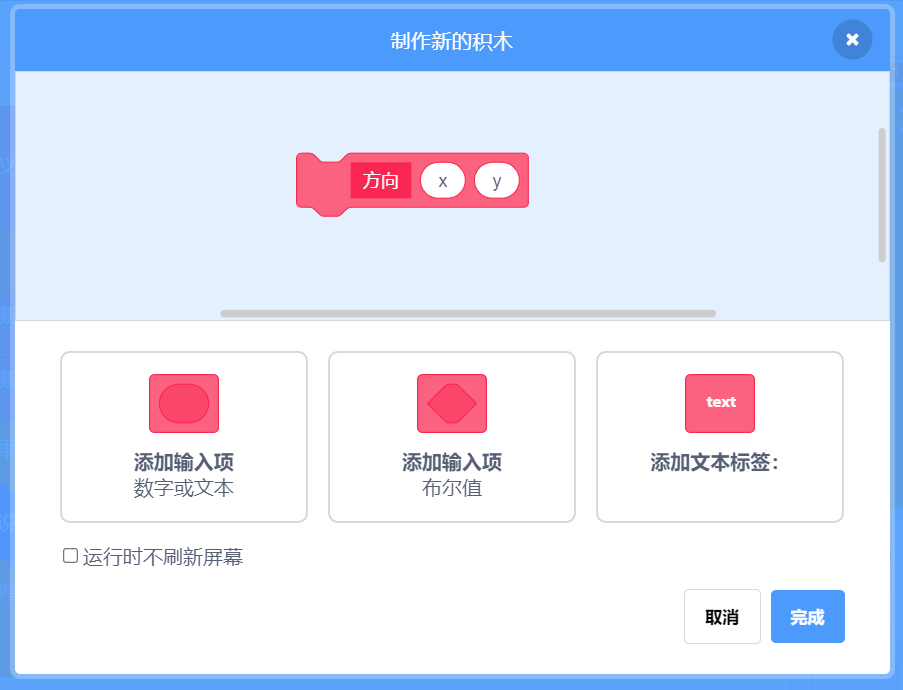 制作新的积木
方向 x y
text
添加输入项
数字或文本
添加输入项
布尔值
添加文本标签：
运行时不刷新屏幕
取消 完成